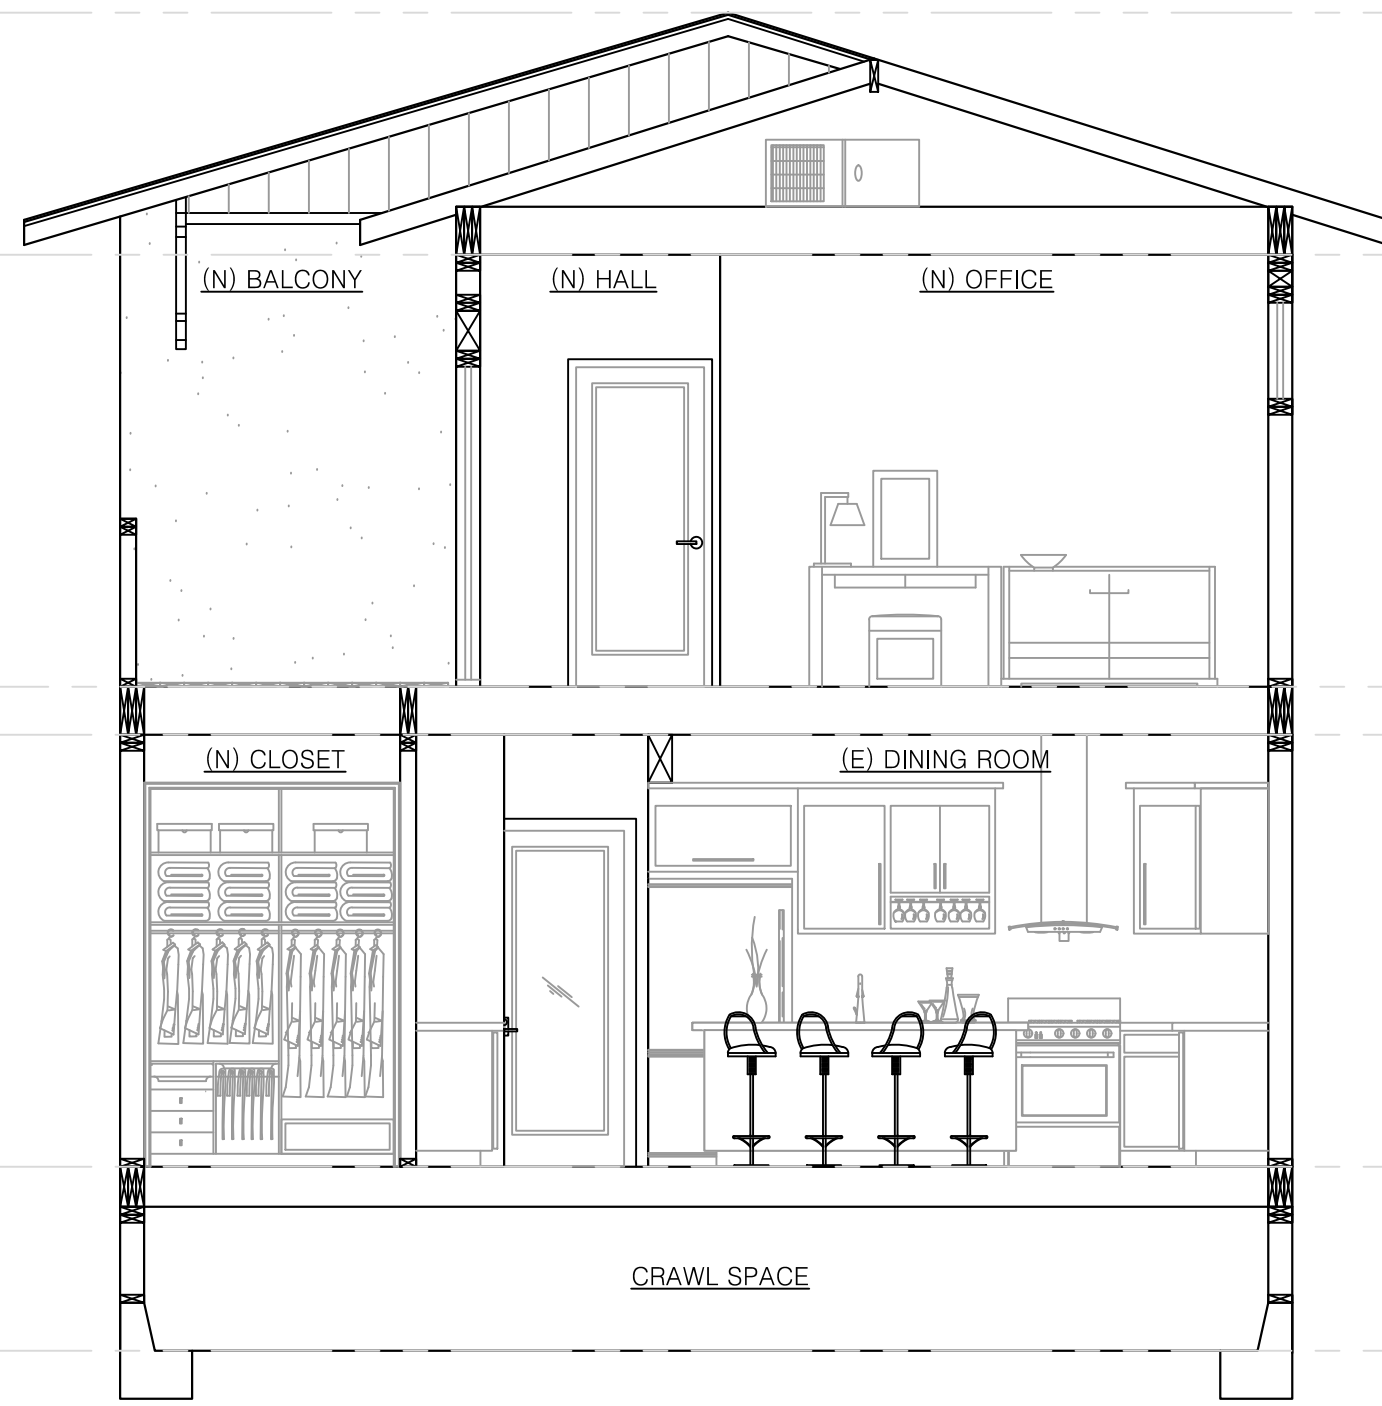 (N) BALCONY
(N) HALL
(N) OFFICE
(N) CLOSET
(E) DINING ROOM
CRAWL SPACE